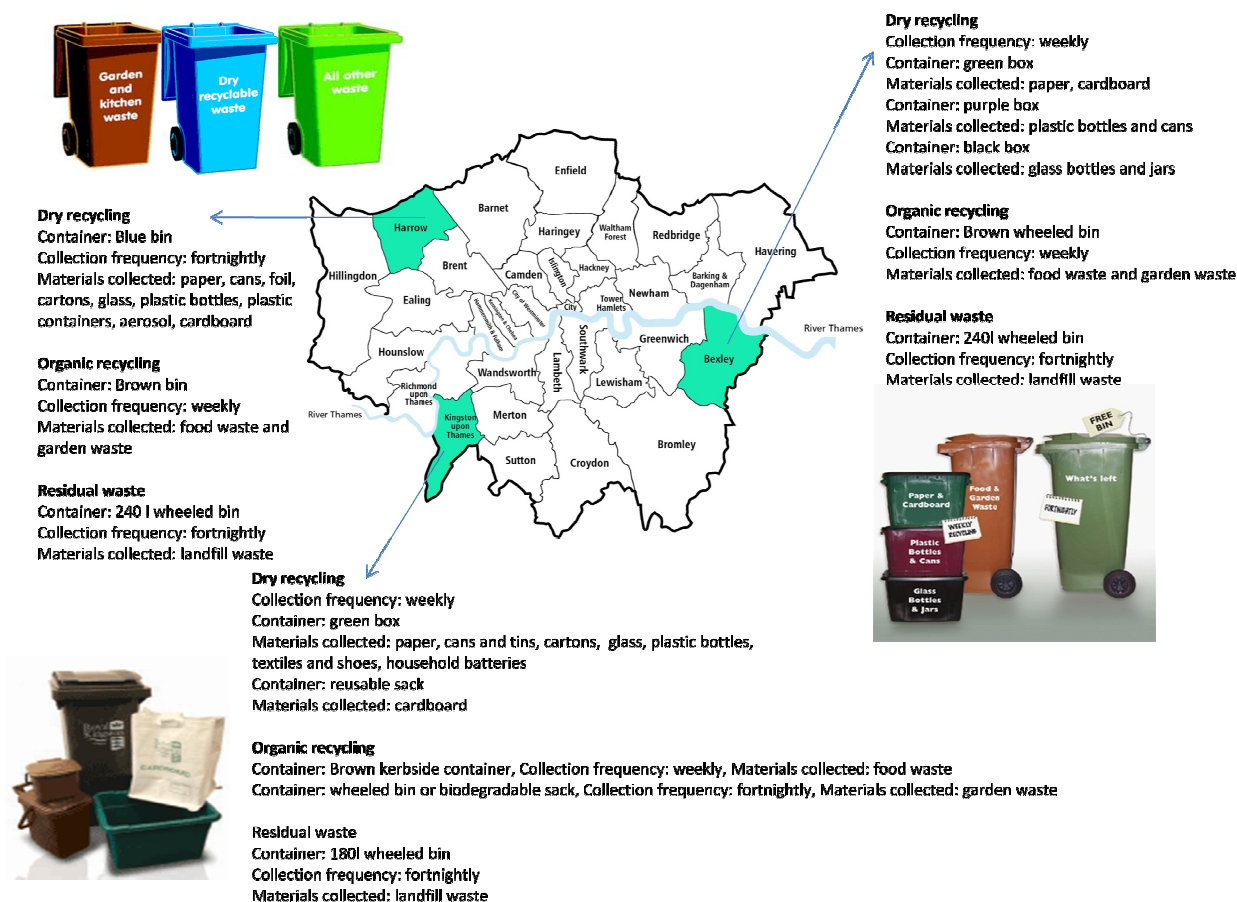 Garden
and
kitchen
waste
Dry
recyclable
waste
All other
waste
Dry recycling
Collection frequency: weekly
Container: green box
Materials collected: paper, cardboard
Container: purple box
Materials collected: plastic bottles and cans
Container: black box
Materials collected: glass bottles and jars
Organic recycling
Container: Brown wheeled bin
Collection frequency: weekly
Materials collected: food waste and garden waste
Residual waste
Container: 240l wheeled bin
Collection frequency: fortnightly
Materials collected: landfill waste
Dry recycling
Container: Blue bin
Collection frequency: fortnightly
Materials collected: paper, cans, foil,
cartons, glass, plastic bottles, plastic
containers, aerosol, cardboard
Organic recycling
Container: Brown bin
Collection frequency: weekly
Materials collected: food waste and
garden waste
Residual waste
Container: 240 l wheeled bin
Collection frequency: fortnightly
Materials collected: landfill waste
Enfield
Barnet
Harrow
Haringey
Waltham
Forest
Redbridge
Havering
Hillingdon
Brent
Camden
Islington
Hackney
Barking &
Dagenham
Ealing
Newham
Tower
Hamlets
City
City of Westminster
Kensington & Chelsea
Hammersmith & Fulham
River Thames
Hounslow
Southwark
Greenwich
Bexley
Lambeth
Wandsworth
Lewisham
Richmond
upon
Thames
River Thames
Kingston
upon
Thames
Merton
Bromley
Sutton
Croydon
FREE
BIN
What's left
Paper &
Cardboard
Food &
Garden
Waste
FORTNIGHTLY
WEEKLY
RECYCLING
Plastic
Bottles
& Cans
Glass
Bottles
& Jars
Dry recycling
Collection frequency: weekly
Container: green box
Materials collected: paper, cans and tins, cartons, glass, plastic bottles,
textiles and shoes, household batteries
Container: reusable sack
Materials collected: cardboard
Organic recycling
Container: Brown kerbside container, Collection frequency: weekly, Materials collected: food waste
Container: wheeled bin or biodegradable sack, Collection frequency: fortnightly, Materials collected: garden waste
Residual waste
Container: 180l wheeled bin
Collection frequency: fortnightly
Materials collected: landfill waste
Royal
Kingston
CARDBOARD